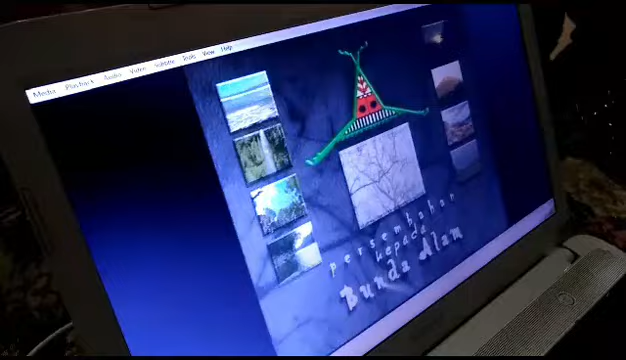 Media Playback Audio Video Subtitle Tools View Help
persembahan
kepada
Bunda Alam